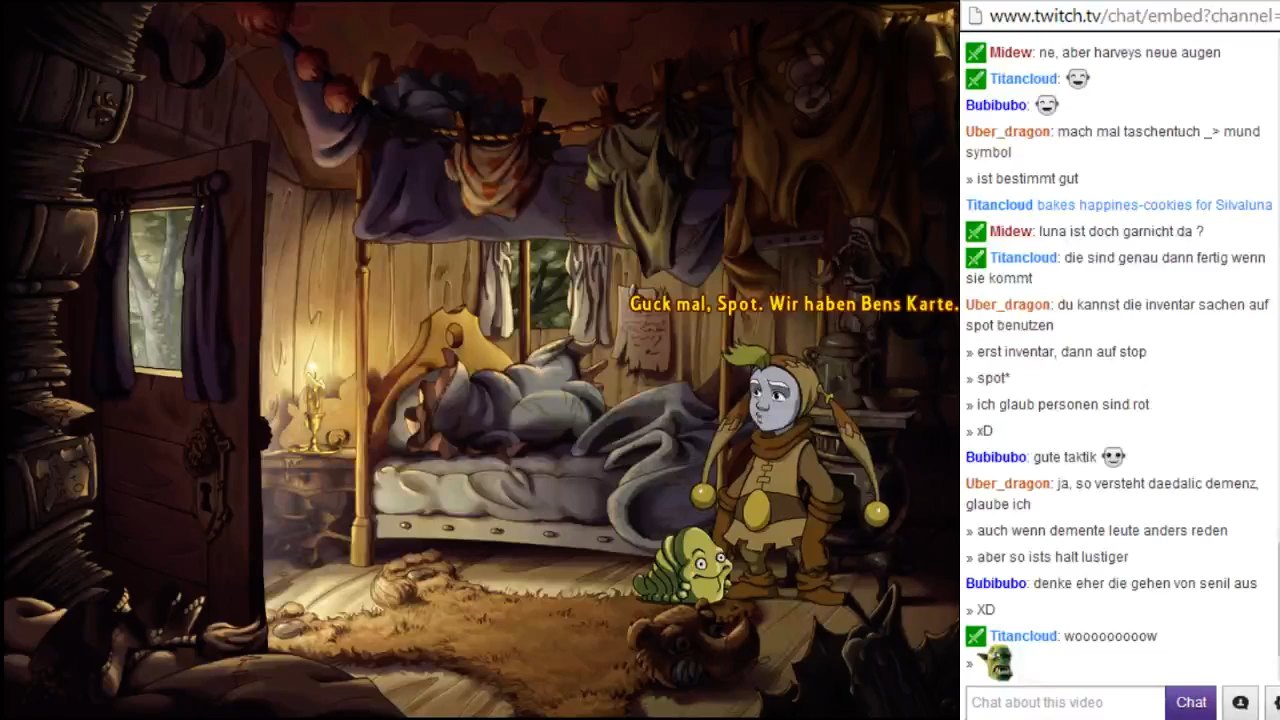 www.twitch.tv/chat/embed?channel=
Midew: ne, aber harveys neue augen
Titancloud:
Bubibubo:
Uber_dragon: mach mal taschentuch _> mund
symbol
» ist bestimmt gut
Titancloud bakes happines-cookies for Silvaluna
Midew: luna ist doch garnicht da ?
Titancloud: die sind genau dann fertig wenn
sie kommt
Uber_dragon: du kannst die inventar sachen auf
spot benutzen
» erst inventar, dann auf stop
» spot*
» ich glaub personen sind rot
» xD
Bubibubo: gute taktik
Uber_dragon: ja, so versteht daedalic demenz,
glaube ich
» auch wenn demente leute anders reden
» aber so ists halt lustiger
Bubibubo: denke eher die gehen von senil aus
» XD
Titancloud: wooooooooow
»
Chat about this video
Chat
Guck mal, Spot. Wir haben Bens Karte.